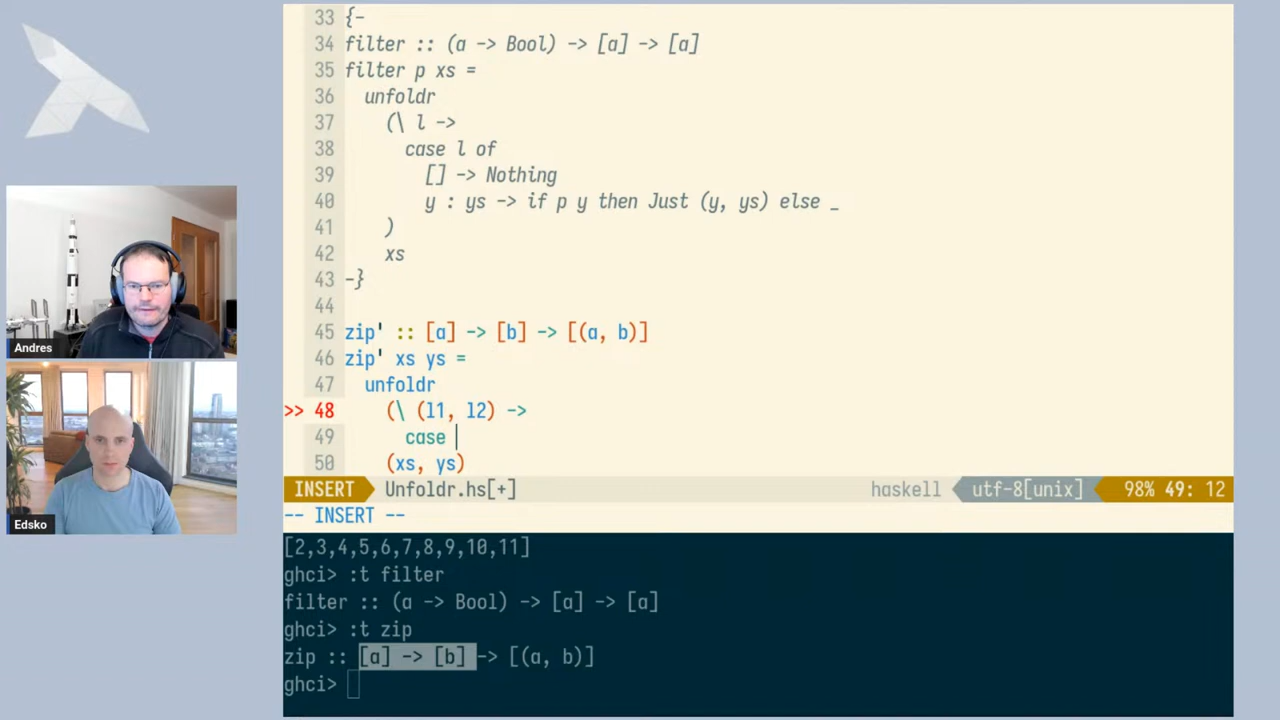 33 {-
34 filter :: (a -> Bool) -> [a] -> [a]
35 filter p xs =
36 unfoldr
37 (\ l ->
38 case l of
39 [] -> Nothing
40 y : ys -> if p y then Just (y, ys) else _
41 )
42 xs
43 -}
44
45 zip' :: [a] -> [b] -> [(a, b)]
46 zip' xs ys =
47 unfoldr
>> 48 (\ (l1, l2) ->
49 case
50 (xs, ys)
INSERT Unfoldr.hs[+] haskell utf-8[unix] 98% 49: 12
-- INSERT --
[2,3,4,5,6,7,8,9,10,11]
ghci> :t filter
filter :: (a -> Bool) -> [a] -> [a]
ghci> :t zip
zip :: [a] -> [b] -> [(a, b)]
ghci>
Andres
Edsko